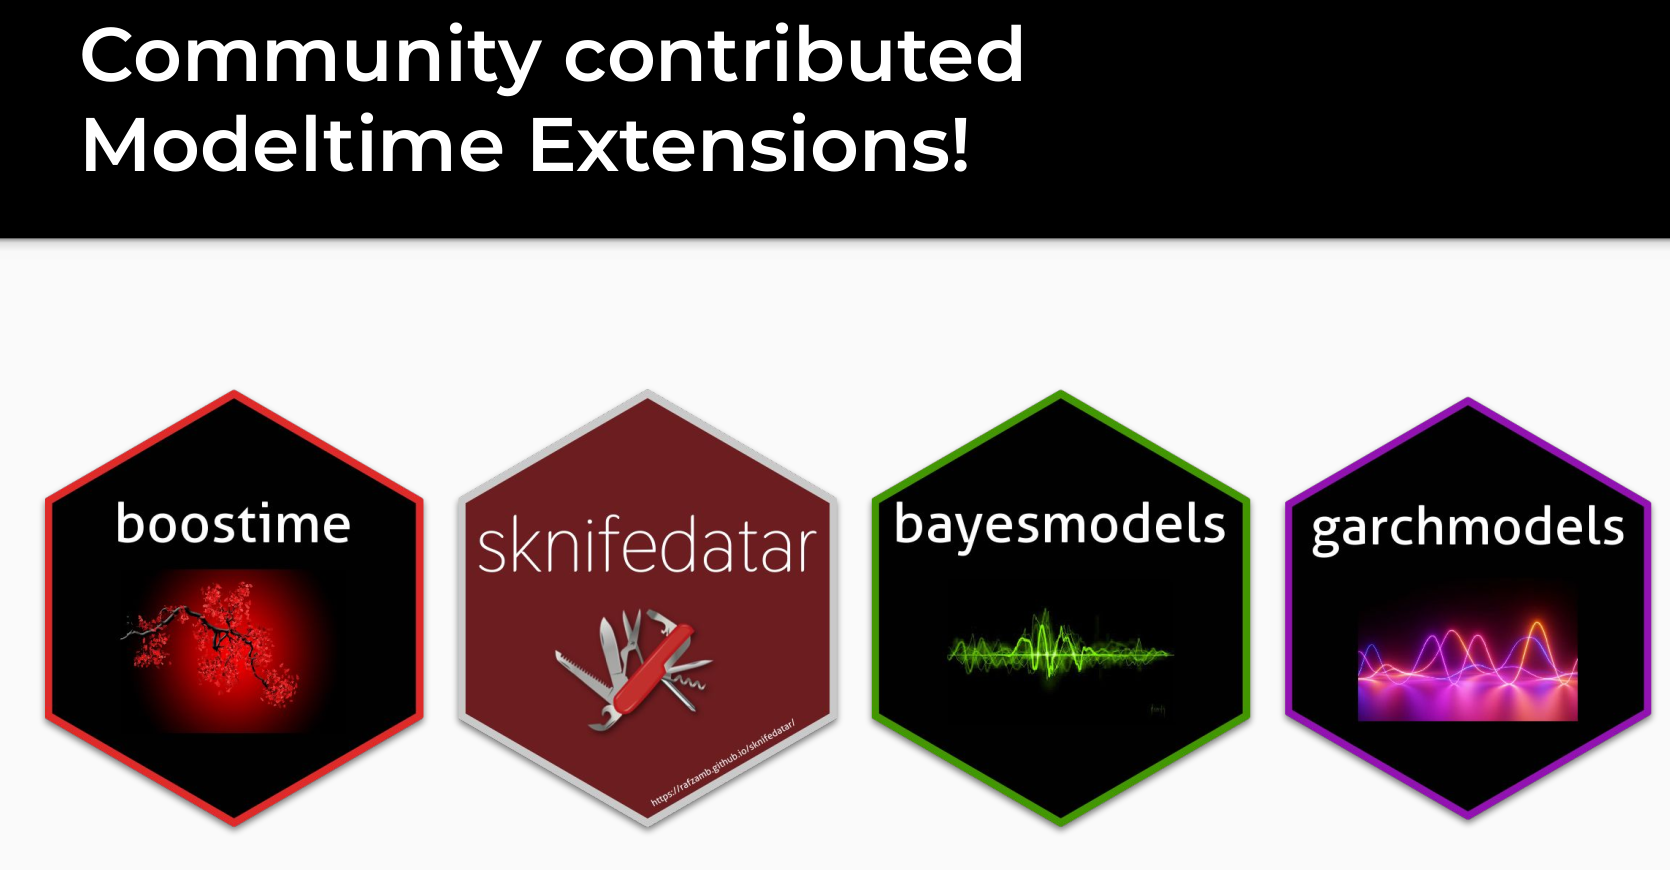 Community contributed
Modeltime Extensions!
boostime
sknifedatar
https://rafzamb.github.io/sknifedatar/
bayesmodels
garchmodels